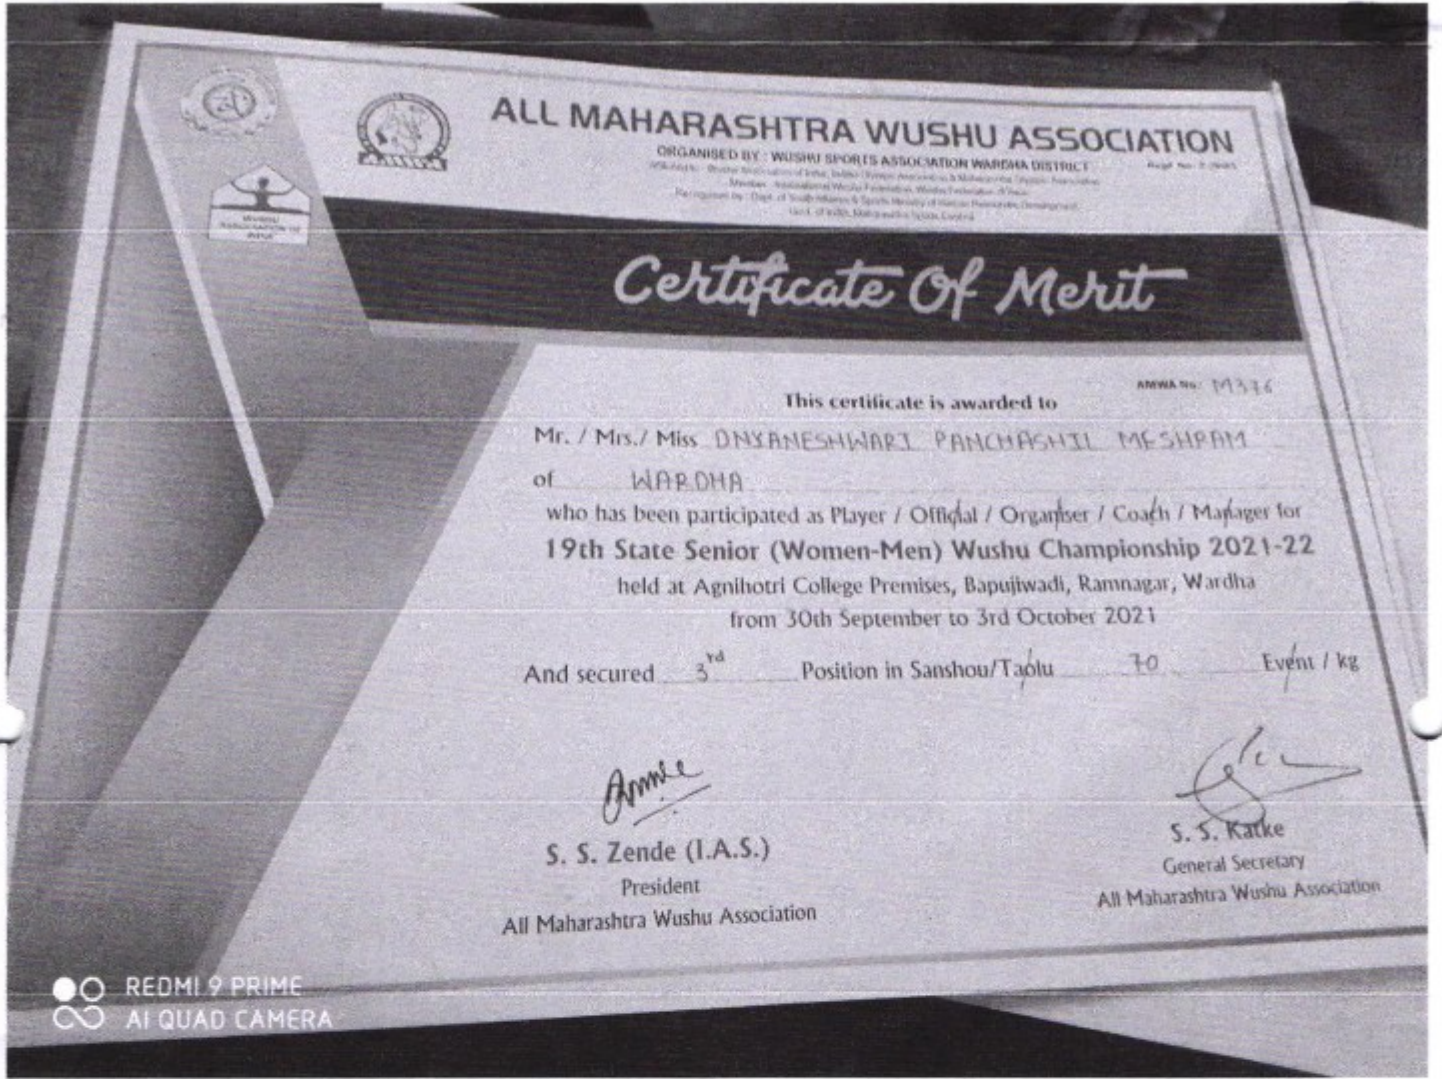 ALL MAHARASHTRA WUSHU ASSOCIATION
ORGANISED BY : WUSHU SPORTS ASSOCIATION WARDHA DISTRICT
Certificate Of Merit
AMWA No: M376
This certificate is awarded to
Mr. / Mrs./ Miss DNYANESHWARI PANCHASHIL MESHRAM
of WARDHA
who has been participated as Player / Official / Organiser / Coach / Manager for
19th State Senior (Women-Men) Wushu Championship 2021-22
held at Agnihotri College Premises, Bapujiwadi, Ramnagar, Wardha
from 30th September to 3rd October 2021
And secured 3rd Position in Sanshou/Taolu 70 Event / kg
S. S. Zende (I.A.S.)
President
All Maharashtra Wushu Association
S. S. Katke
General Secretary
All Maharashtra Wushu Association
REDMI 9 PRIME
AI QUAD CAMERA